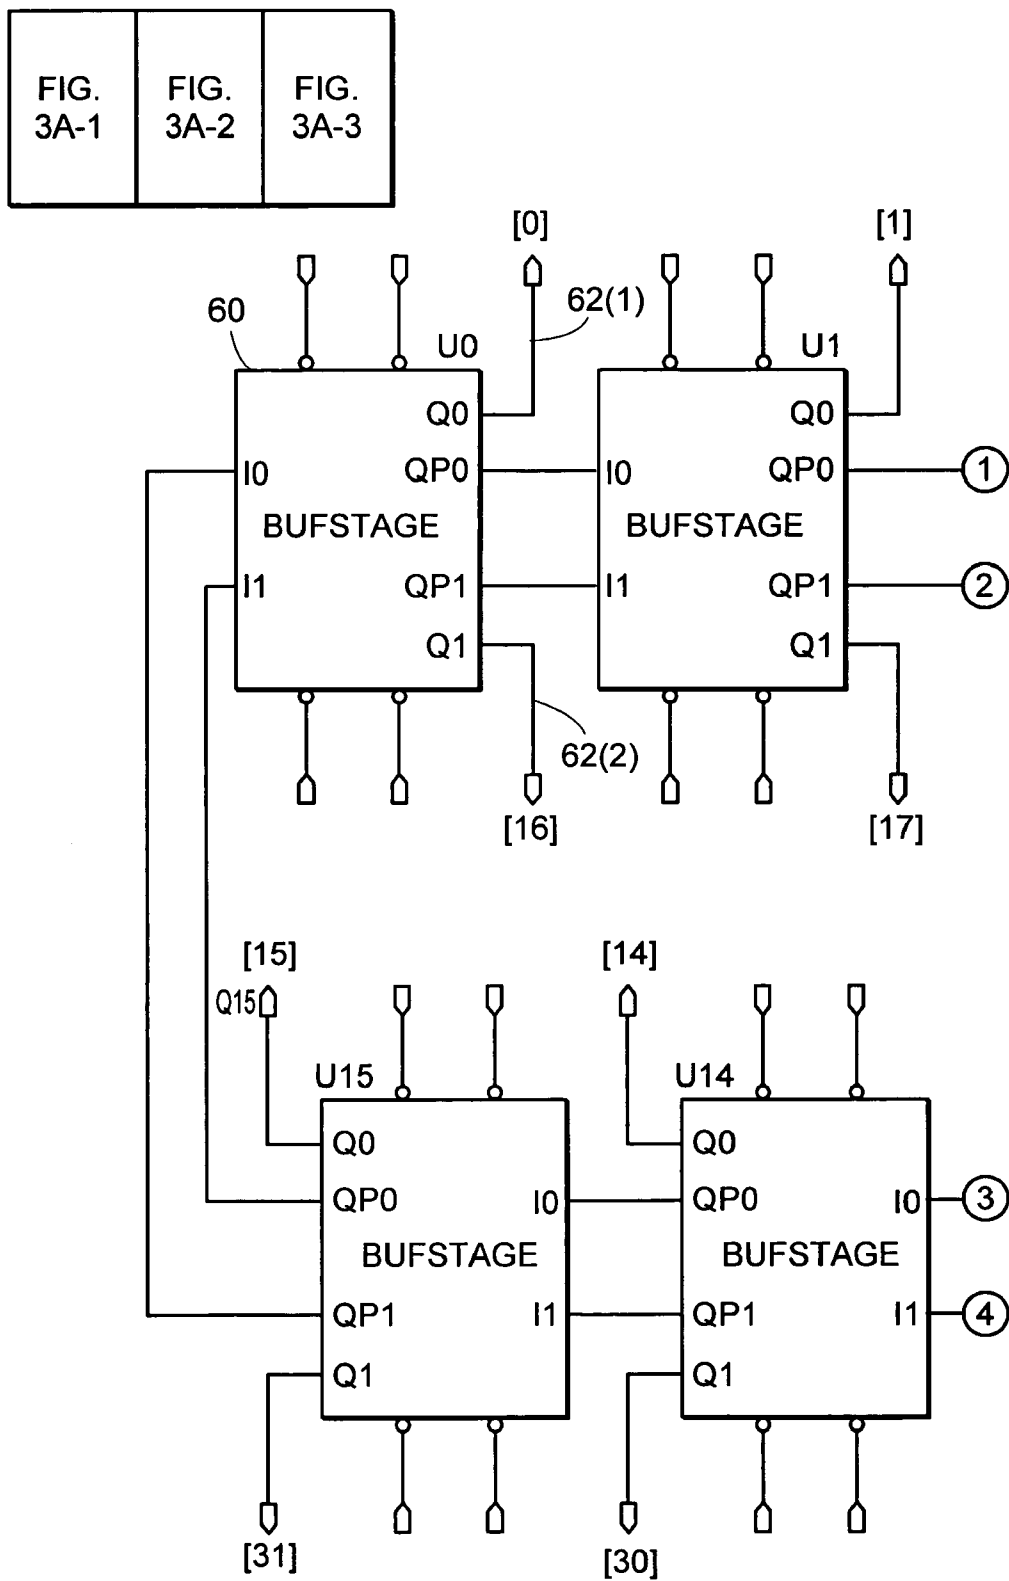 FIG. 3A-1
FIG. 3A-2
FIG. 3A-3
[0]
[1]
60
62(1)
U0
U1
Q0
Q0
I0
QP0
I0
QP0
1
BUFSTAGE
BUFSTAGE
I1
QP1
I1
QP1
2
Q1
Q1
62(2)
[16]
[17]
[15]
[14]
Q15
U15
U14
Q0
Q0
QP0
I0
QP0
I0
3
BUFSTAGE
BUFSTAGE
QP1
I1
QP1
I1
4
Q1
Q1
[31]
[30]